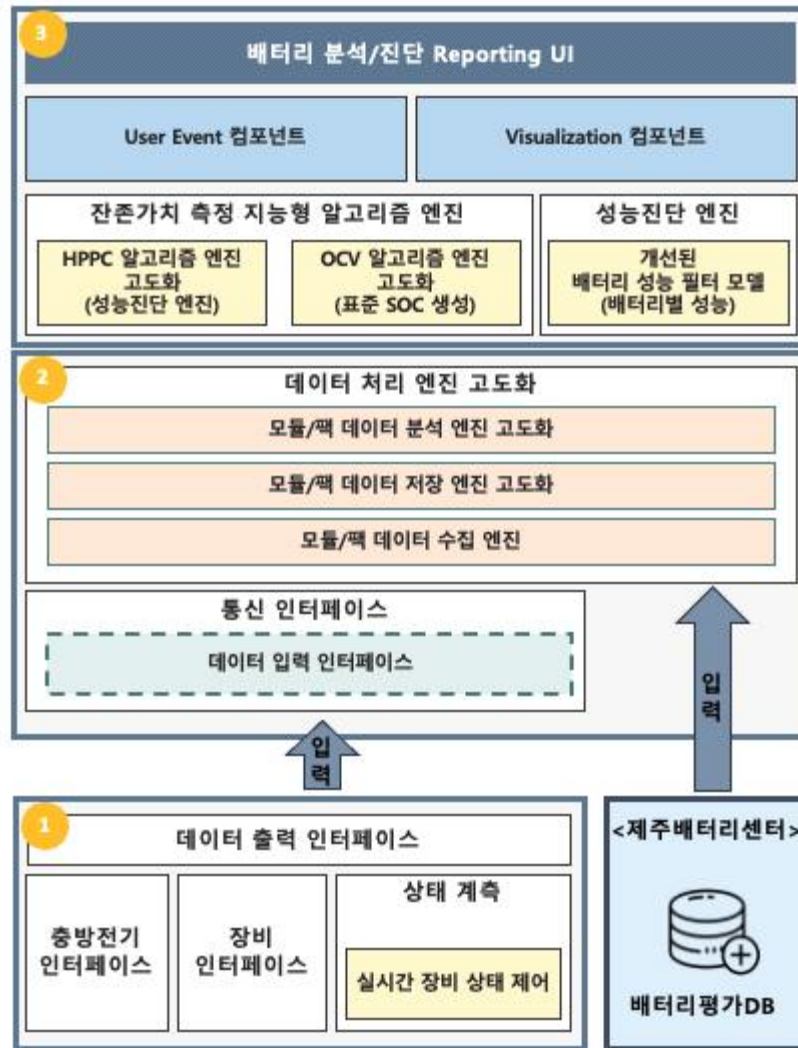 3
배터리 분석/진단 Reporting UI
User Event 컴포넌트
Visualization 컴포넌트
잔존가치 측정 지능형 알고리즘 엔진
HPPC 알고리즘 엔진
고도화
(성능진단 엔진)
OCV 알고리즘 엔진
고도화
(표준 SOC 생성)
성능진단 엔진
개선된
배터리 성능 필터 모델
(배터리별 성능)
2
데이터 처리 엔진 고도화
모듈/팩 데이터 분석 엔진 고도화
모듈/팩 데이터 저장 엔진 고도화
모듈/팩 데이터 수집 엔진
통신 인터페이스
데이터 입력 인터페이스
입
력
입
력
1
데이터 출력 인터페이스
충방전기
인터페이스
장비
인터페이스
상태 계측
실시간 장비 상태 제어
<제주배터리센터>
배터리평가DB